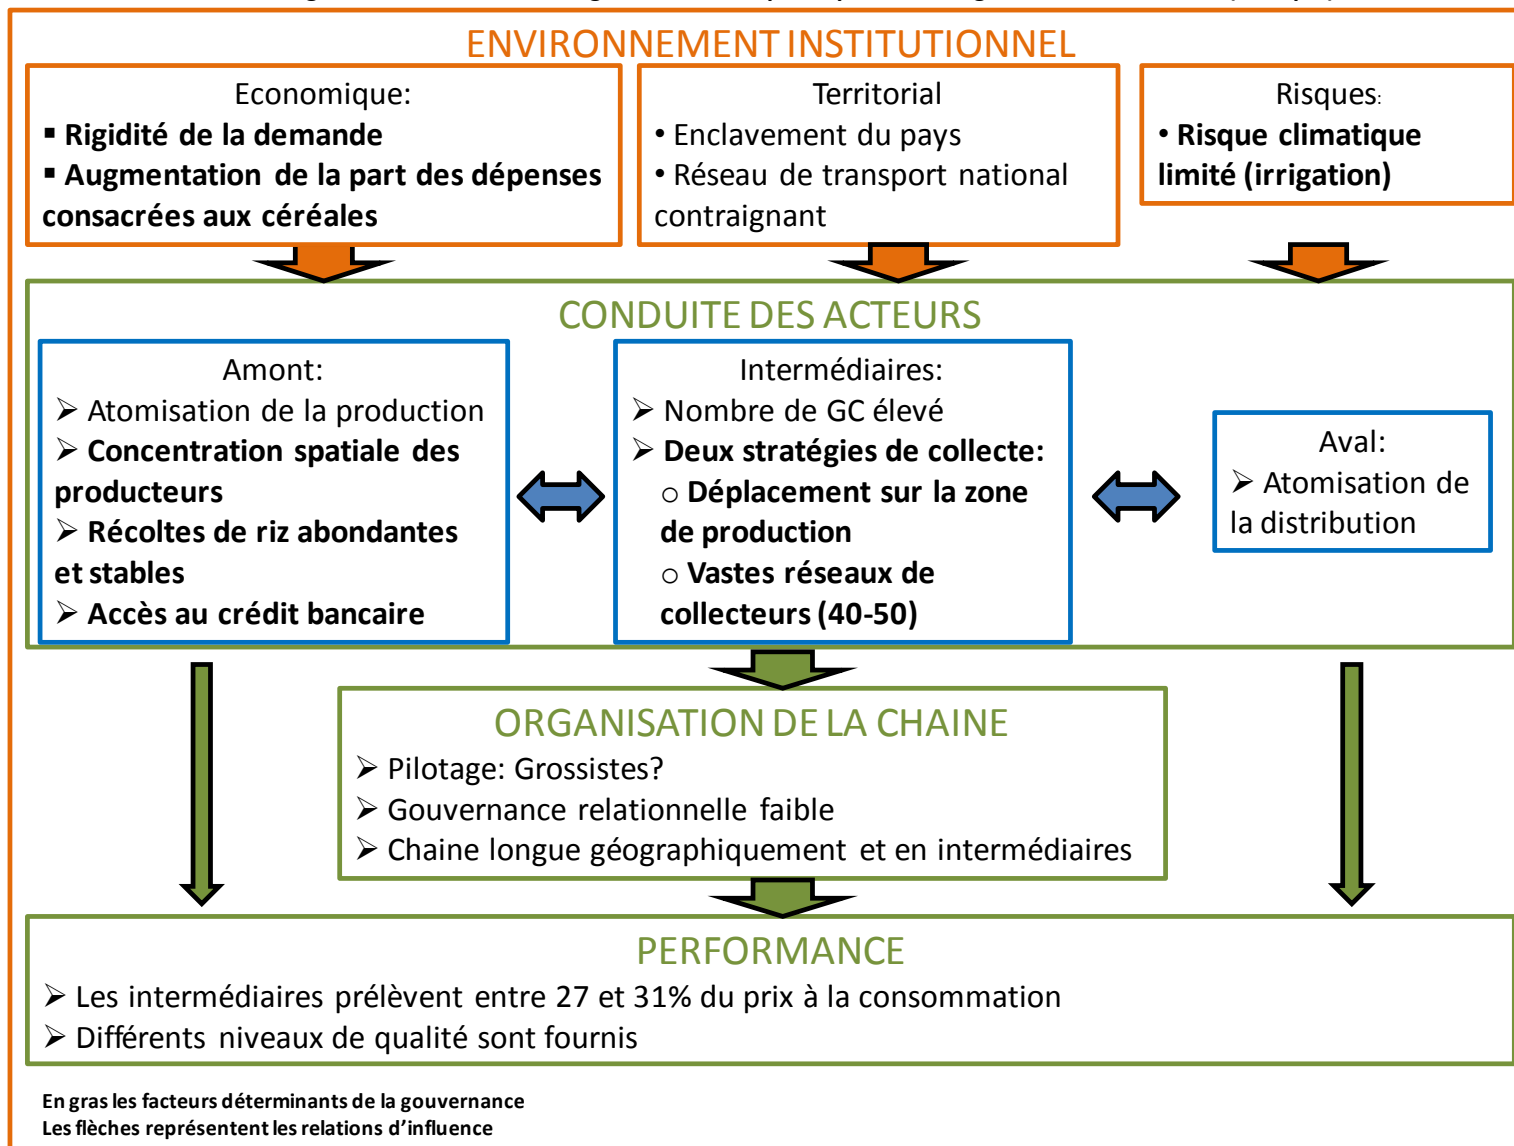 ENVIRONNEMENT INSTITUTIONNEL
Economique:
▪ Rigidité de la demande
▪ Augmentation de la part des dépenses
consacrées aux céréales
Territorial
• Enclavement du pays
• Réseau de transport national
contraignant
Risques:
• Risque climatique
limité (irrigation)
CONDUITE DES ACTEURS
Amont:
➢ Atomisation de la production
➢ Concentration spatiale des
producteurs
➢ Récoltes de riz abondantes
et stables
➢ Accès au crédit bancaire
Intermédiaires:
➢ Nombre de GC élevé
➢ Deux stratégies de collecte:
o Déplacement sur la zone
de production
o Vastes réseaux de
collecteurs (40-50)
Aval:
➢ Atomisation de
la distribution
ORGANISATION DE LA CHAINE
➢ Pilotage: Grossistes?
➢ Gouvernance relationnelle faible
➢ Chaine longue géographiquement et en intermédiaires
PERFORMANCE
➢ Les intermédiaires prélèvent entre 27 et 31% du prix à la consommation
➢ Différents niveaux de qualité sont fournis
En gras les facteurs déterminants de la gouvernance
Les flèches représentent les relations d'influence